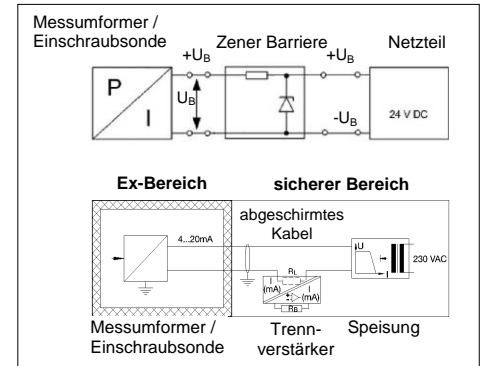 Messumformer /
Einschraubsonde
Zener Barriere
Netzteil
+UB
+UB
P
I
UB
24 V DC
-UB
Ex-Bereich
sicherer Bereich
abgeschirmtes
Kabel
4...20mA
U
I
230 VAC
RL
I
(mA)
I
(mA)
RB
Messumformer /
Einschraubsonde
Trenn-
verstärker
Speisung